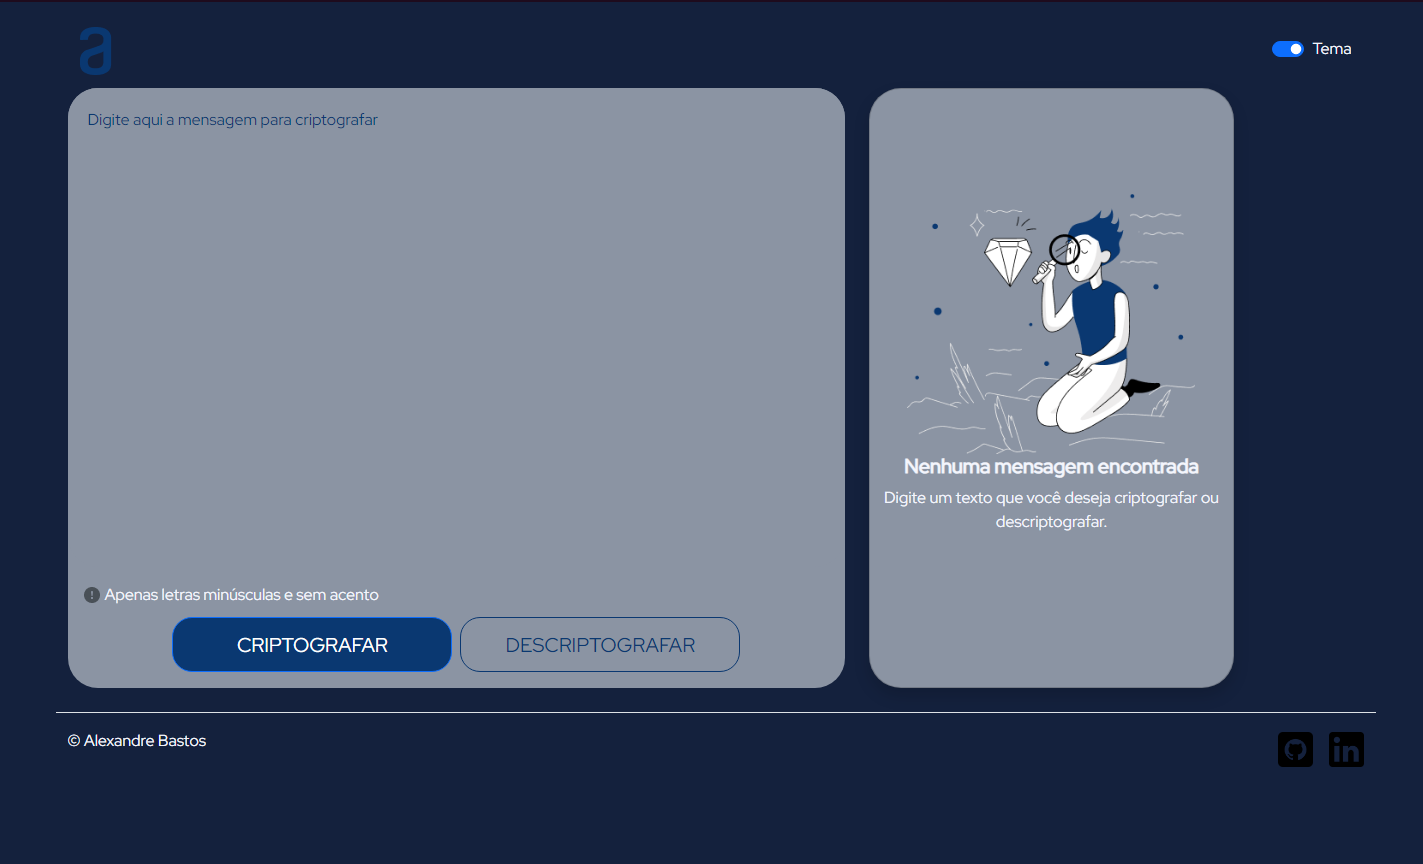 a
Tema
Digite aqui a mensagem para criptografar
Nenhuma mensagem encontrada
Digite um texto que você deseja criptografar ou
descriptografar.
! Apenas letras minúsculas e sem acento
CRIPTOGRAFAR
DESCRIPTOGRAFAR
© Alexandre Bastos
in